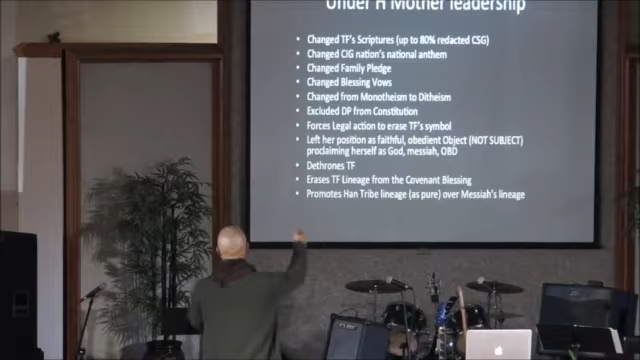 Under H Mother leadership
• Changed TF's Scriptures (up to 80% redacted CSG)
• Changed CIG nation's national anthem
• Changed Family Pledge
• Changed Blessing Vows
• Changed from Monotheism to Ditheism
• Excluded DP from Constitution
• Forces Legal action to erase TF's symbol
• Left her position as faithful, obedient Object (NOT SUBJECT)
proclaiming herself as God, messiah, OBD
• Dethrones TF
• Erases TF Lineage from the Covenant Blessing
• Promotes Han Tribe lineage (as pure) over Messiah's lineage